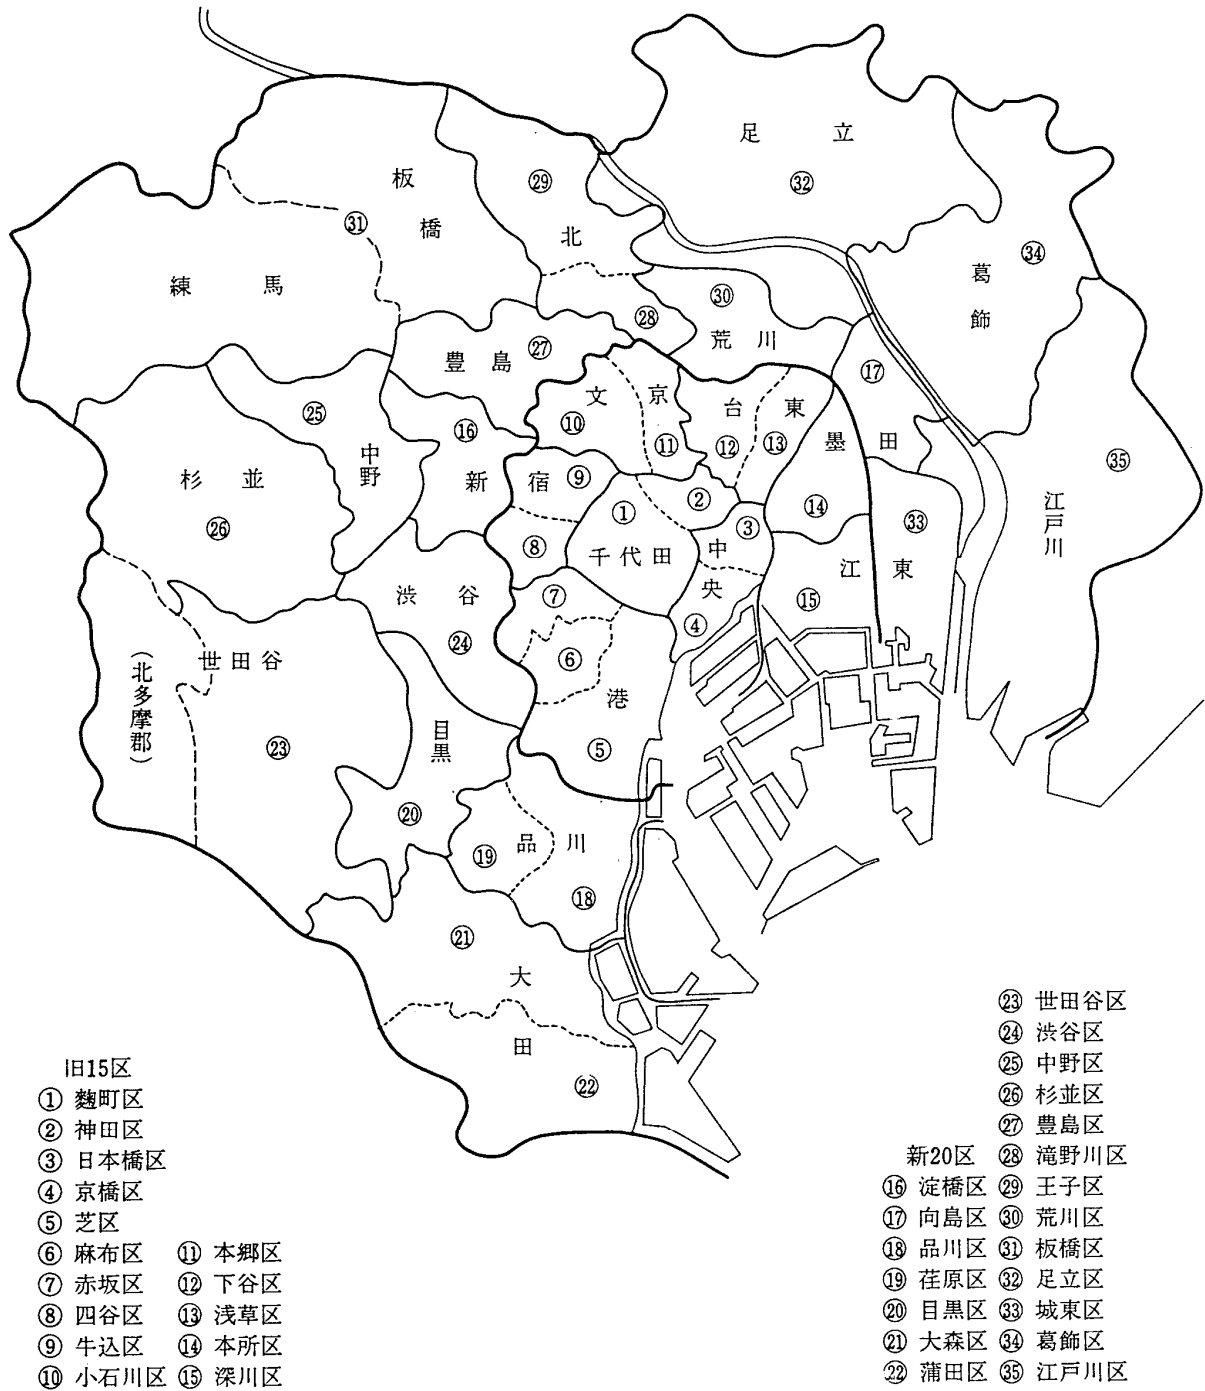 足立
㉜
板橋
㉙
㉛
北
葛飾
㉞
練馬
㉚
㉘
荒川
豊島
㉗
⑰
文京
台東
㉕
⑯
⑩
⑪
⑫
⑬
墨田
中野
杉並
新宿
⑨
②
①
⑭
㉟
江戸川
㉖
③
㉝
⑧
千代田
中央
江東
⑦
渋谷
④
⑮
㉔
世田谷
(北多摩郡)
⑥
港
目黒
㉓
⑤
⑳
⑲
品川
⑱
㉑
大田
㉒
旧15区
① 麴町区
② 神田区
③ 日本橋区
④ 京橋区
⑤ 芝区
⑥ 麻布区
⑦ 赤坂区
⑧ 四谷区
⑨ 牛込区
⑩ 小石川区
⑪ 本郷区
⑫ 下谷区
⑬ 浅草区
⑭ 本所区
⑮ 深川区
新20区
⑯ 淀橋区
⑰ 向島区
⑱ 品川区
⑲ 荏原区
⑳ 目黒区
㉑ 大森区
㉒ 蒲田区
㉓ 世田谷区
㉔ 渋谷区
㉕ 中野区
㉖ 杉並区
㉗ 豊島区
㉘ 滝野川区
㉙ 王子区
㉚ 荒川区
㉛ 板橋区
㉜ 足立区
㉝ 城東区
㉞ 葛飾区
㉟ 江戸川区